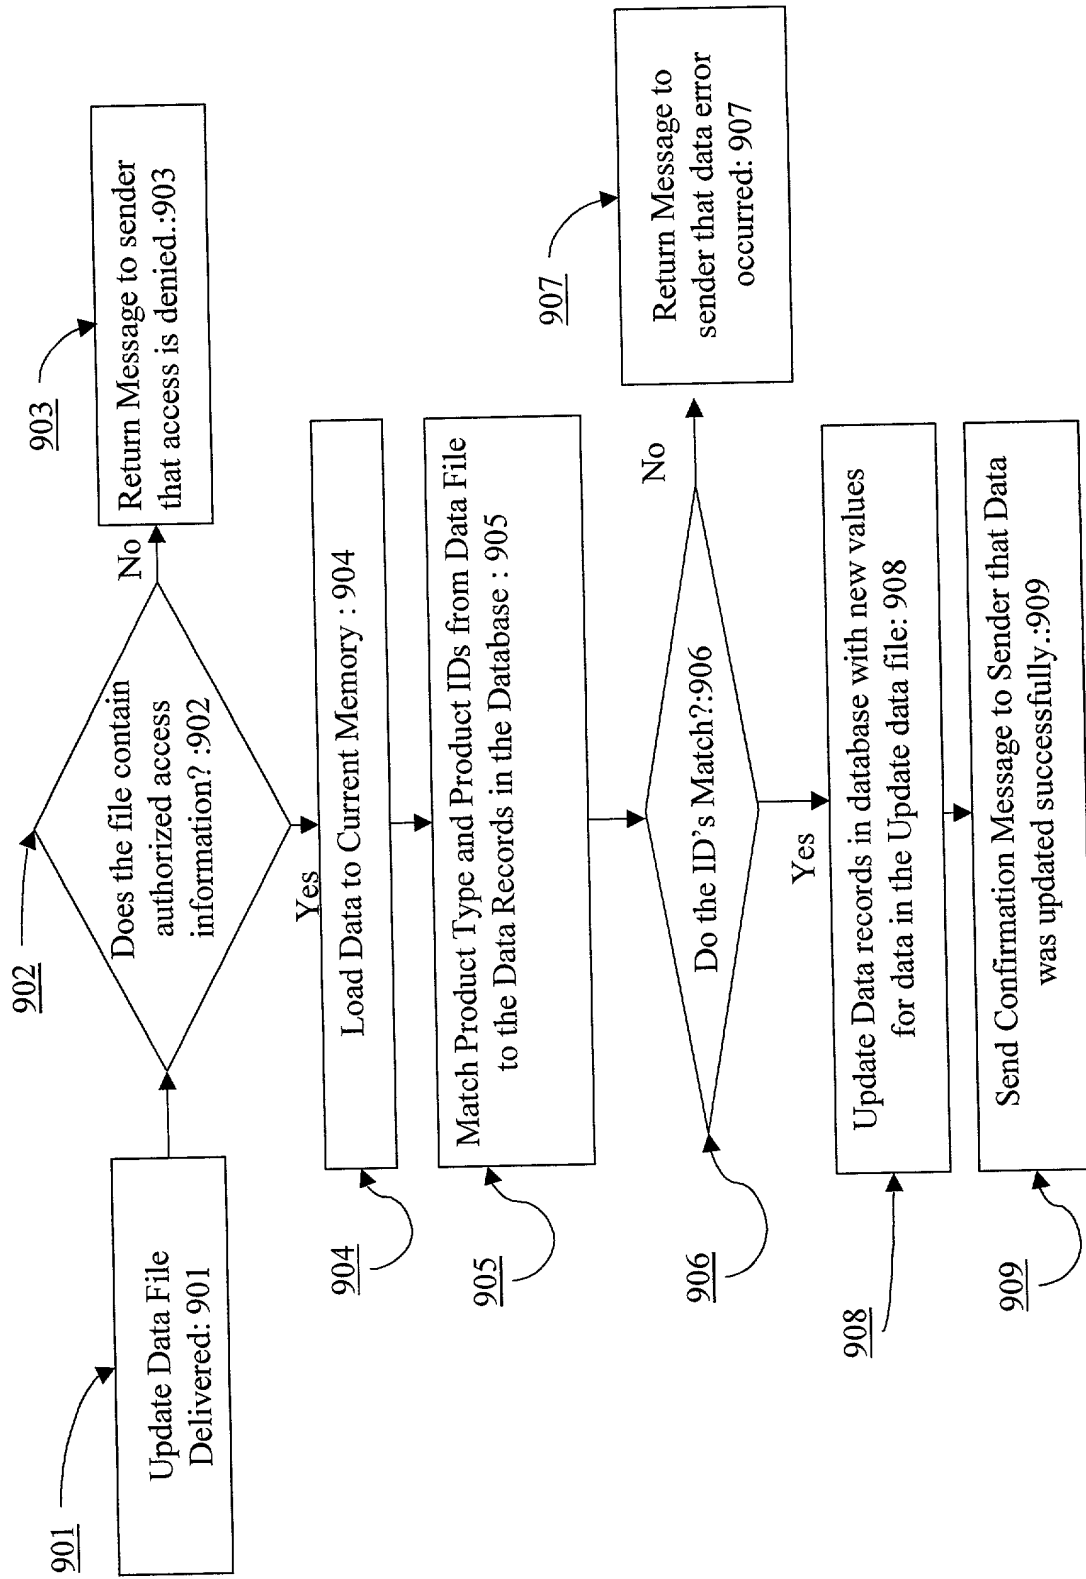 901
Update Data File
Delivered: 901
902
Does the file contain
authorized access
information? :902
No
903
Return Message to sender
that access is denied.:903
Yes
904
Load Data to Current Memory : 904
905
Match Product Type and Product IDs from Data File
to the Data Records in the Database : 905
906
Do the ID's Match?:906
No
907
Return Message to
sender that data error
occurred: 907
Yes
908
Update Data records in database with new values
for data in the Update data file: 908
909
Send Confirmation Message to Sender that Data
was updated successfully.:909